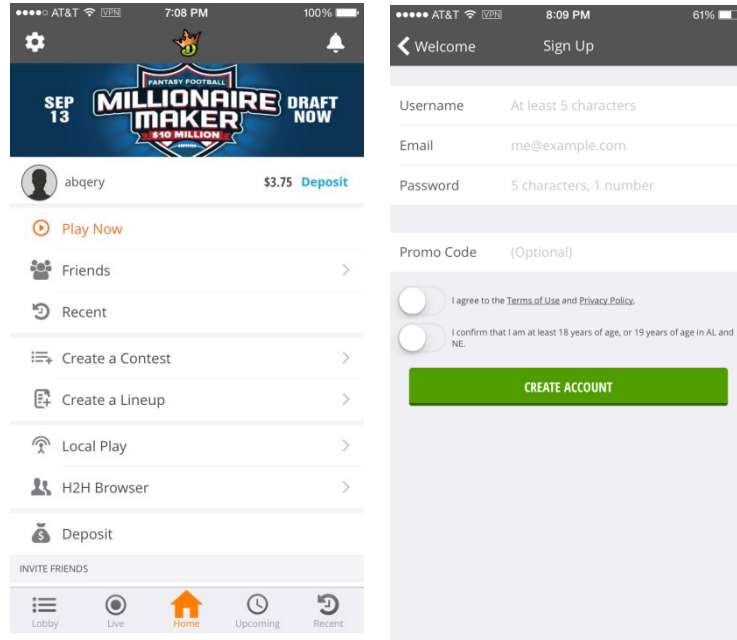 AT&T VPN 7:08 PM 100%
SEP
13
FANTASY FOOTBALL
MILLIONAIRE
MAKER
$10 MILLION
DRAFT
NOW
abqery $3.75 Deposit
Play Now
Friends
Recent
Create a Contest
Create a Lineup
Local Play
H2H Browser
Deposit
INVITE FRIENDS
Lobby Live Home Upcoming Recent
AT&T VPN 8:09 PM 61%
Welcome Sign Up
Username At least 5 characters
Email me@example.com
Password 5 characters, 1 number
Promo Code (Optional)
I agree to the Terms of Use and Privacy Policy.
I confirm that I am at least 18 years of age, or 19 years of age in AL and
NE.
CREATE ACCOUNT